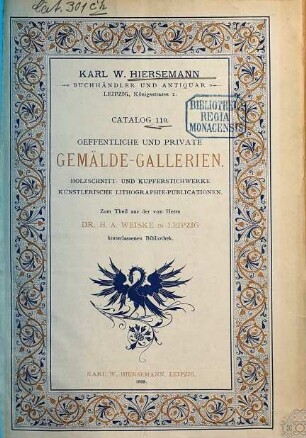 Cat. 301 ch
KARL W. HIERSEMANN
BUCHHÄNDLER UND ANTIQUAR
LEIPZIG, Königsstrasse 2.
BIBLIOTHECA
REGIA
MONACENSIS
CATALOG 110.
OEFFENTLICHE UND PRIVATE
GEMÄLDE-GALLERIEN.
HOLZSCHNITT- UND KUPFERSTICHWERKE
KÜNSTLERISCHE LITHOGRAPHIE-PUBLICATIONEN.
Zum Theil aus der von Herrn
DR. H. A. WEISKE in LEIPZIG
hinterlassenen Bibliothek.
KARL W. HIERSEMANN, LEIPZIG,